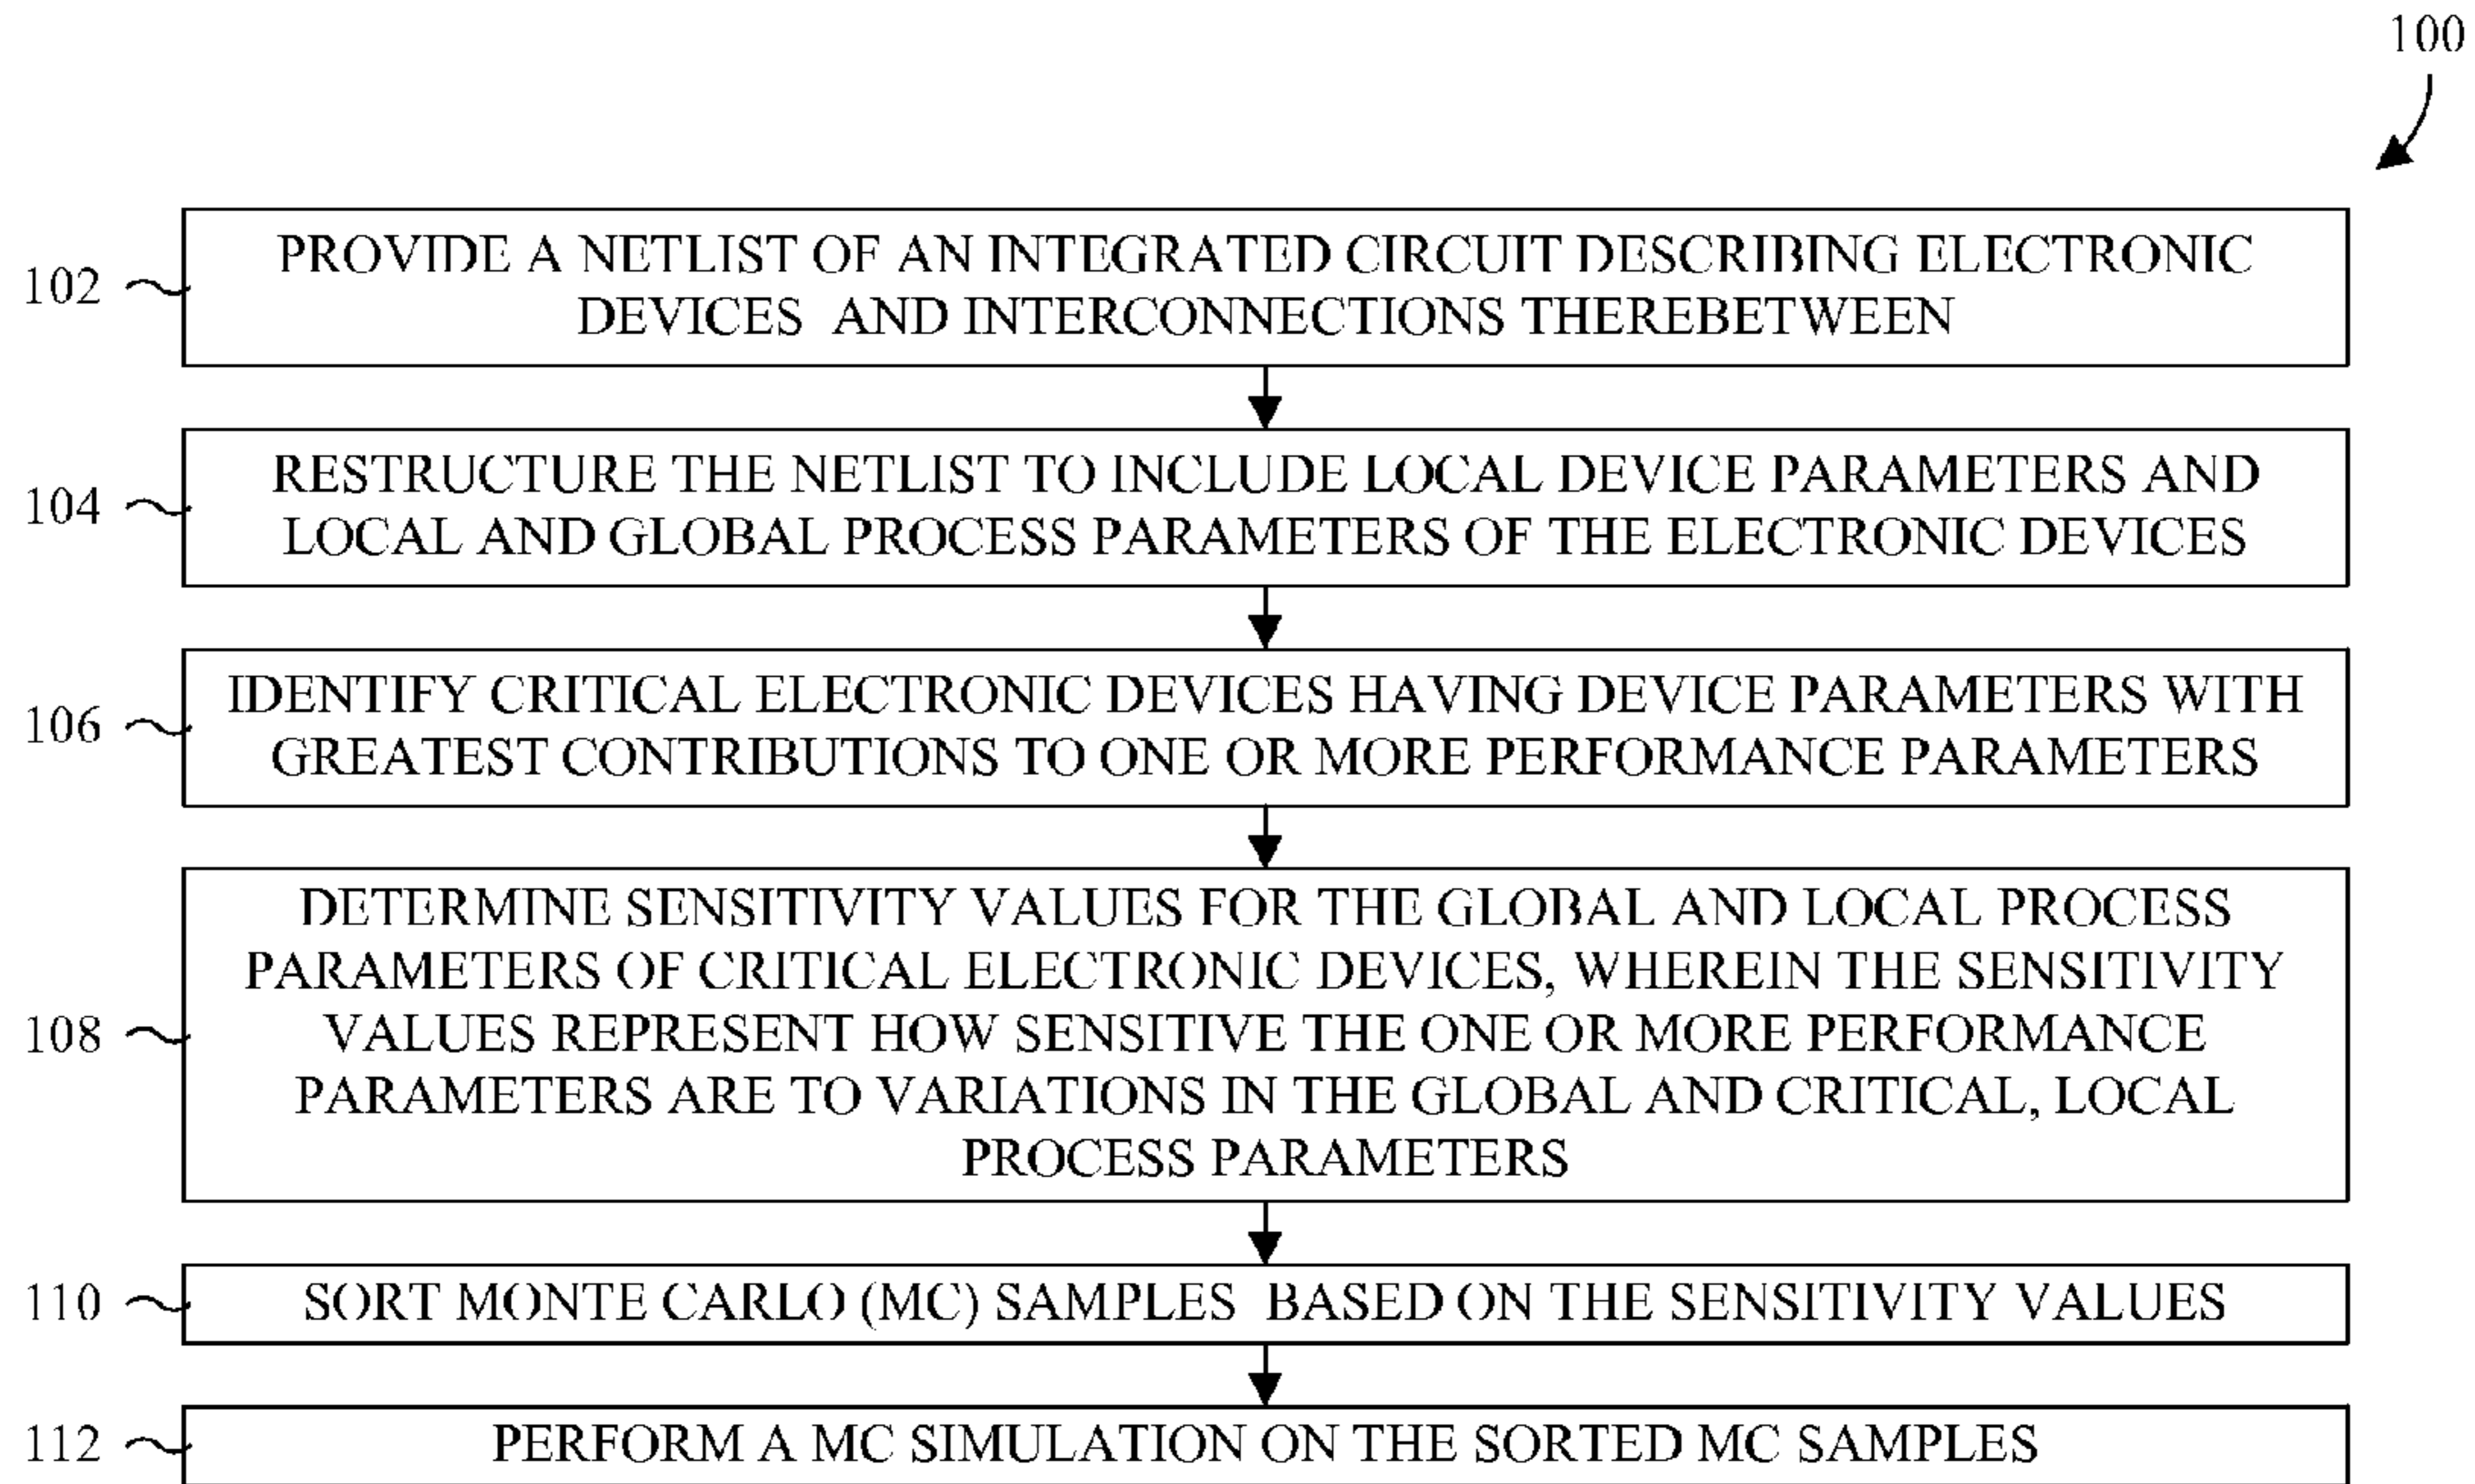 100
102
PROVIDE A NETLIST OF AN INTEGRATED CIRCUIT DESCRIBING ELECTRONIC
DEVICES AND INTERCONNECTIONS THEREBETWEEN
104
RESTRUCTURE THE NETLIST TO INCLUDE LOCAL DEVICE PARAMETERS AND
LOCAL AND GLOBAL PROCESS PARAMETERS OF THE ELECTRONIC DEVICES
106
IDENTIFY CRITICAL ELECTRONIC DEVICES HAVING DEVICE PARAMETERS WITH
GREATEST CONTRIBUTIONS TO ONE OR MORE PERFORMANCE PARAMETERS
108
DETERMINE SENSITIVITY VALUES FOR THE GLOBAL AND LOCAL PROCESS
PARAMETERS OF CRITICAL ELECTRONIC DEVICES, WHEREIN THE SENSITIVITY
VALUES REPRESENT HOW SENSITIVE THE ONE OR MORE PERFORMANCE
PARAMETERS ARE TO VARIATIONS IN THE GLOBAL AND CRITICAL, LOCAL
PROCESS PARAMETERS
110
SORT MONTE CARLO (MC) SAMPLES BASED ON THE SENSITIVITY VALUES
112
PERFORM A MC SIMULATION ON THE SORTED MC SAMPLES